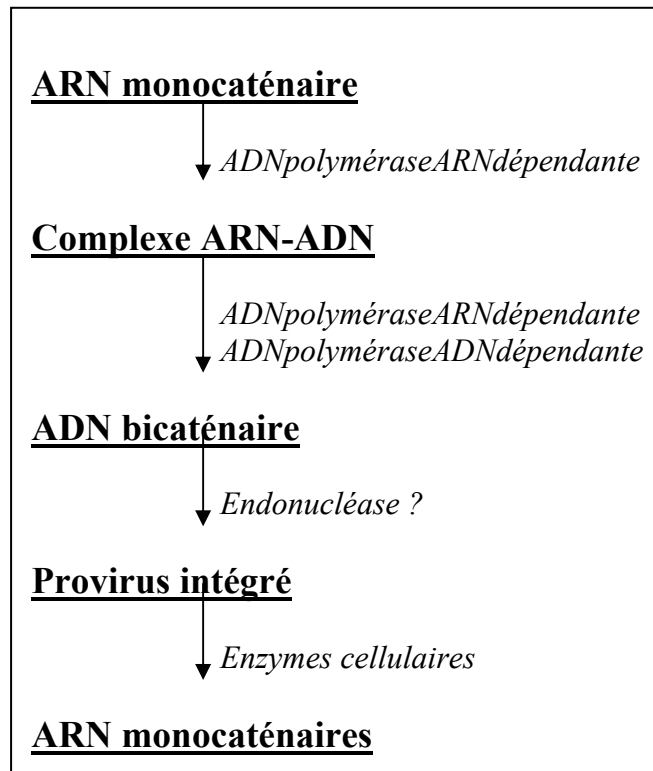 ARN monocaténaire
ADNpolyméraseARNdépendante
Complexe ARN-ADN
ADNpolyméraseARNdépendante
ADNpolyméraseADNdépendante
ADN bicaténaire
Endonucléase ?
Provirus intégré
Enzymes cellulaires
ARN monocaténaires